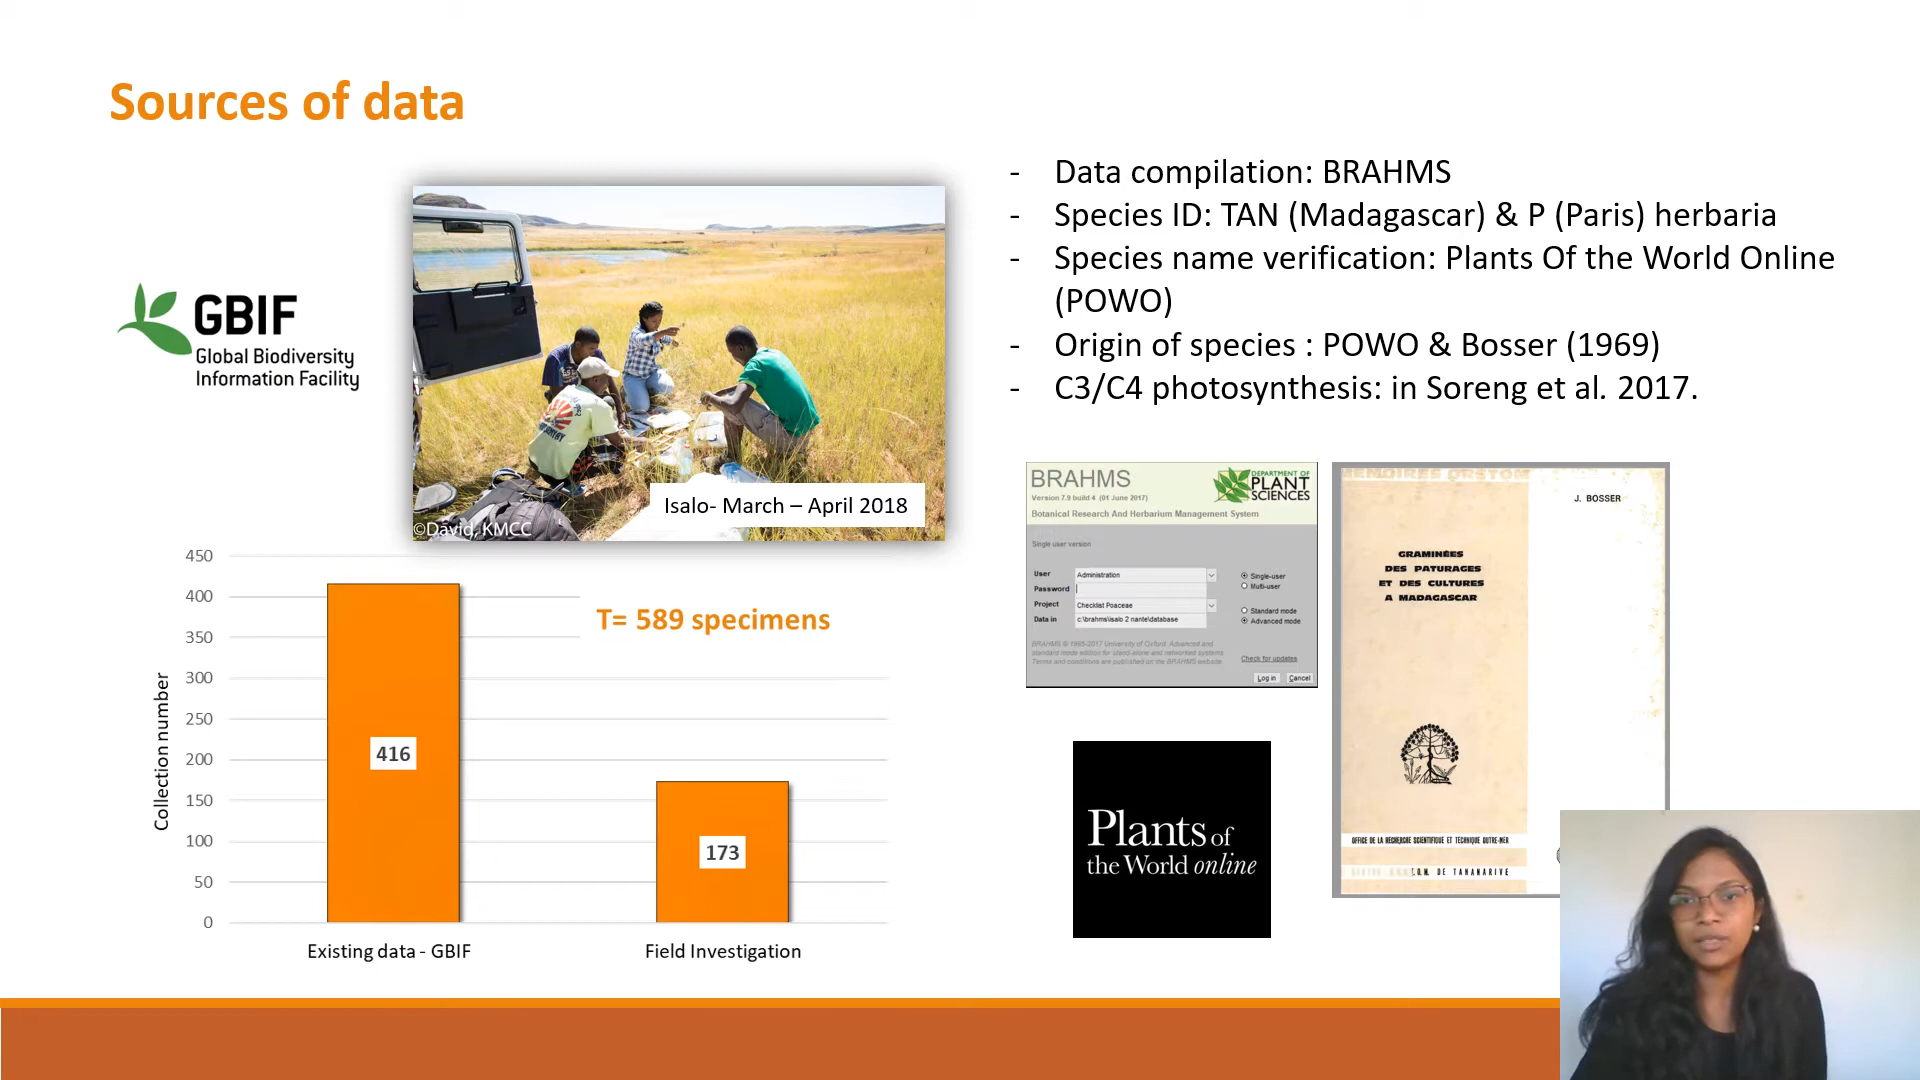 Sources of data
GBIF
Global Biodiversity
Information Facility
Isalo- March – April 2018
©David, KMCC
- Data compilation: BRAHMS
- Species ID: TAN (Madagascar) & P (Paris) herbaria
- Species name verification: Plants Of the World Online
(POWO)
- Origin of species : POWO & Bosser (1969)
- C3/C4 photosynthesis: in Soreng et al. 2017.
450
400
350
300
250
200
150
100
50
0
Collection number
T= 589 specimens
416
173
Existing data - GBIF
Field Investigation
BRAHMS
Version 7.9 build 4 (01 June 2017)
Botanical Research And Herbarium Management System
DEPARTMENT OF
PLANT
SCIENCES
Single user version
User Administration
Password
Project Checklist Poaceae
Data in c:\brahms\isalo 2 nante\database
Single-user
Multi-user
Standard mode
Advanced mode
BRAHMS © 1985-2017 University of Oxford. Advanced and
standard mode edition for stand-alone and networked systems
Terms and conditions are published on the BRAHMS website
Check for updates
Log in Cancel
MEMOIRES ORSTOM
J. BOSSER
GRAMINÉES
DES PATURAGES
ET DES CULTURES
A MADAGASCAR
OFFICE DE LA RECHERCHE SCIENTIFIQUE ET TECHNIQUE OUTRE-MER
DE TANANARIVE
Plants of
the World online